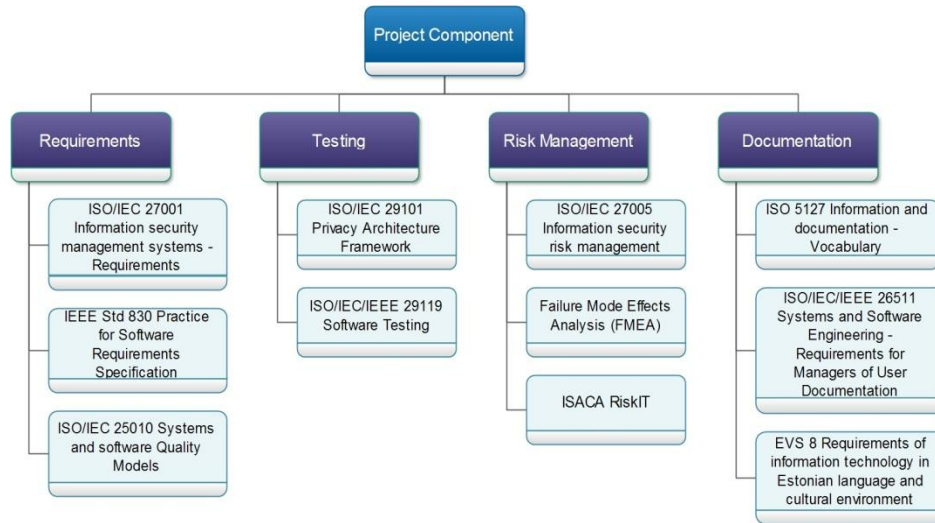 Project Component
Requirements
ISO/IEC 27001
Information security
management systems -
Requirements
IEEE Std 830 Practice
for Software
Requirements
Specification
ISO/IEC 25010 Systems
and software Quality
Models
Testing
ISO/IEC 29101
Privacy Architecture
Framework
ISO/IEC/IEEE 29119
Software Testing
Risk Management
ISO/IEC 27005
Information security
risk management
Failure Mode Effects
Analysis (FMEA)
ISACA RiskIT
Documentation
ISO 5127 Information and
documentation -
Vocabulary
ISO/IEC/IEEE 26511
Systems and Software
Engineering -
Requirements for
Managers of User
Documentation
EVS 8 Requirements of
information technology in
Estonian language and
cultural environment